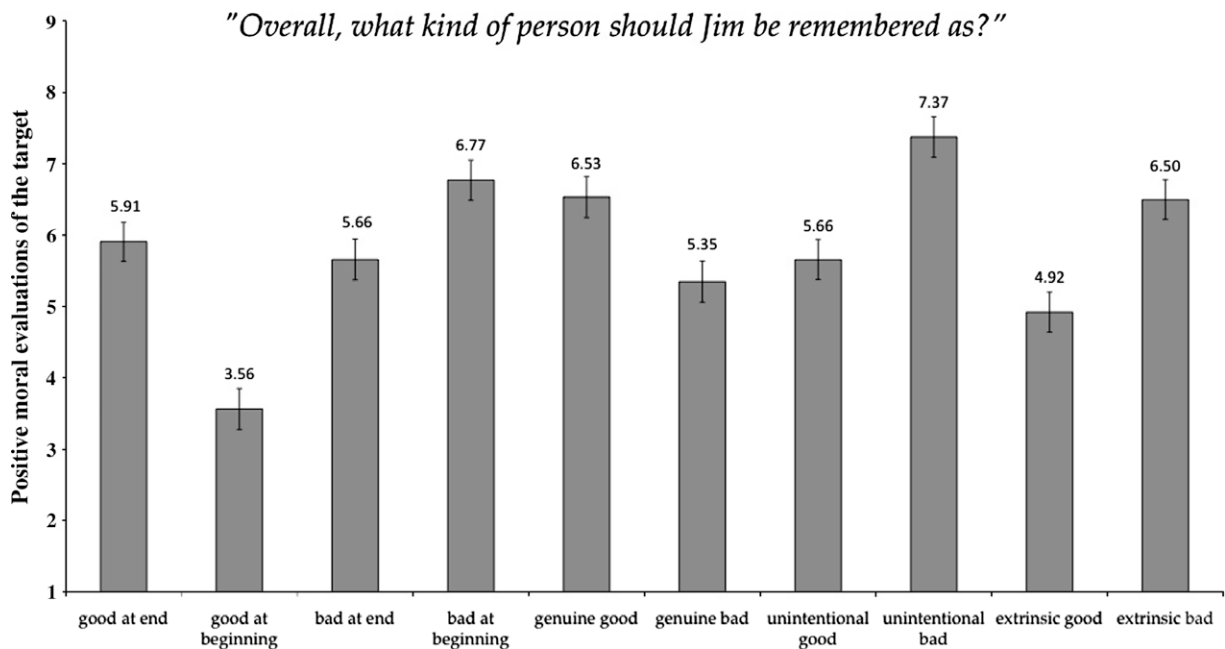 "Overall, what kind of person should Jim be remembered as?"
Positive moral evaluations of the target
9
8
7
6
5
4
3
2
1
5.91
3.56
5.66
6.77
6.53
5.35
5.66
7.37
4.92
6.50
good at end
good at
beginning
bad at end
bad at
beginning
genuine good
genuine bad
unintentional
good
unintentional
bad
extrinsic good
extrinsic bad